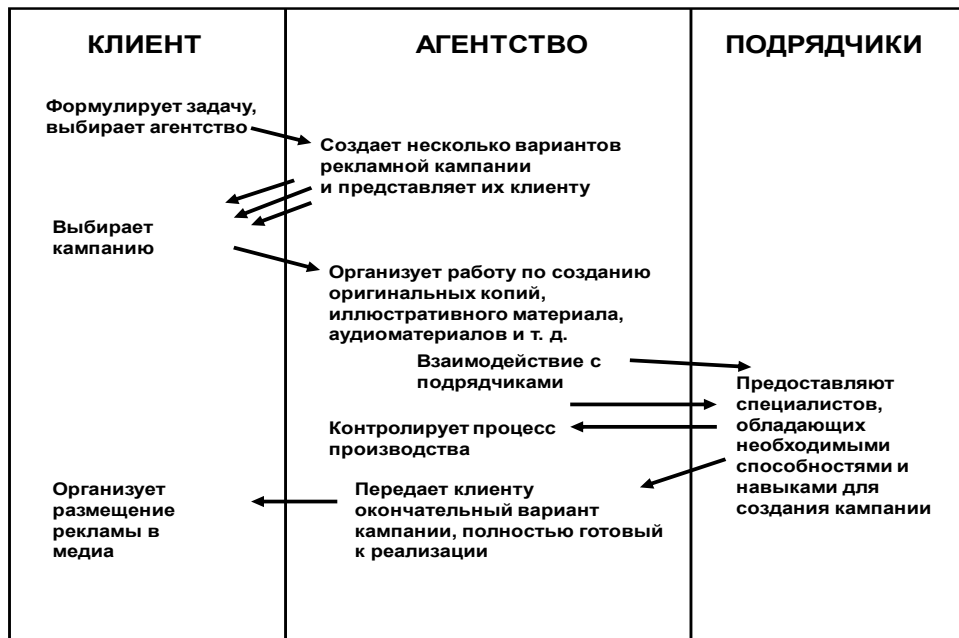 КЛИЕНТ
АГЕНТСТВО
ПОДРЯДЧИКИ
Формулирует задачу,
выбирает агентство
Создает несколько вариантов
рекламной кампании
и представляет их клиенту
Выбирает
кампанию
Организует работу по созданию
оригинальных копий,
иллюстративного материала,
аудиоматериалов и т. д.
Взаимодействие с
подрядчиками
Предоставляют
специалистов,
обладающих
необходимыми
способностями и
навыками для
создания кампании
Контролирует процесс
производства
Передает клиенту
окончательный вариант
кампании, полностью готовый
к реализации
Организует
размещение
рекламы в
медиа